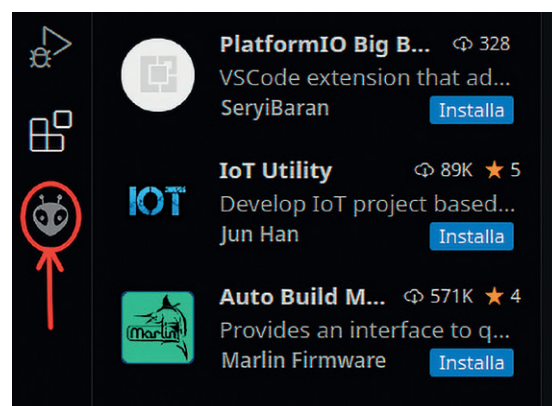 PlatformIO Big B... 328
VSCode extension that ad...
SeryiBaran Installa
IOT
IoT Utility 89K 5
Develop IoT project based...
Jun Han Installa
Marlin
Auto Build M... 571K 4
Provides an interface to q...
Marlin Firmware Installa